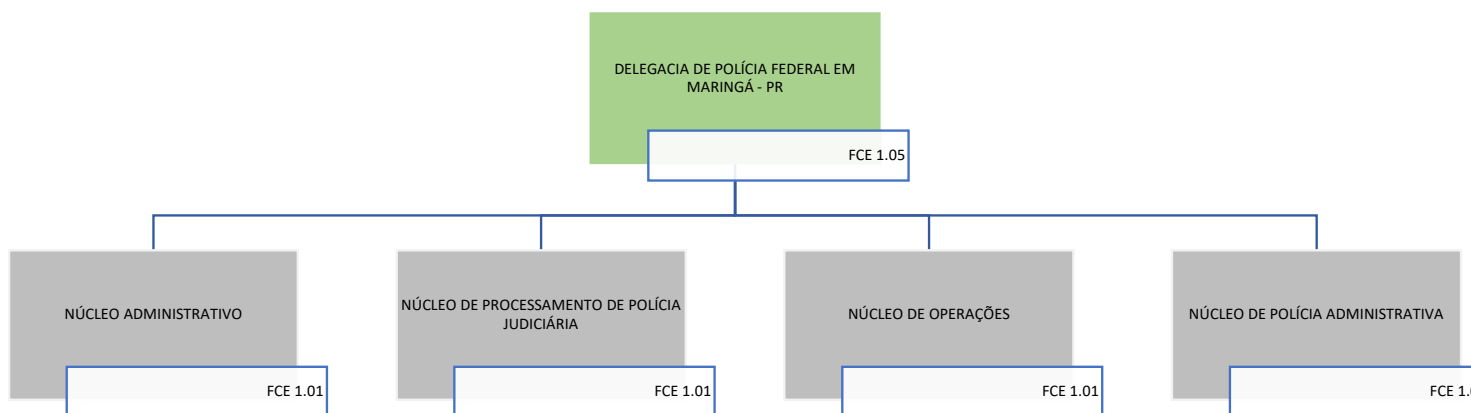 DELEGACIA DE POLÍCIA FEDERAL EM
MARINGÁ - PR
FCE 1.05
NÚCLEO ADMINISTRATIVO
FCE 1.01
NÚCLEO DE PROCESSAMENTO DE POLÍCIA
JUDICIÁRIA
FCE 1.01
NÚCLEO DE OPERAÇÕES
FCE 1.01
NÚCLEO DE POLÍCIA ADMINISTRATIVA
FCE